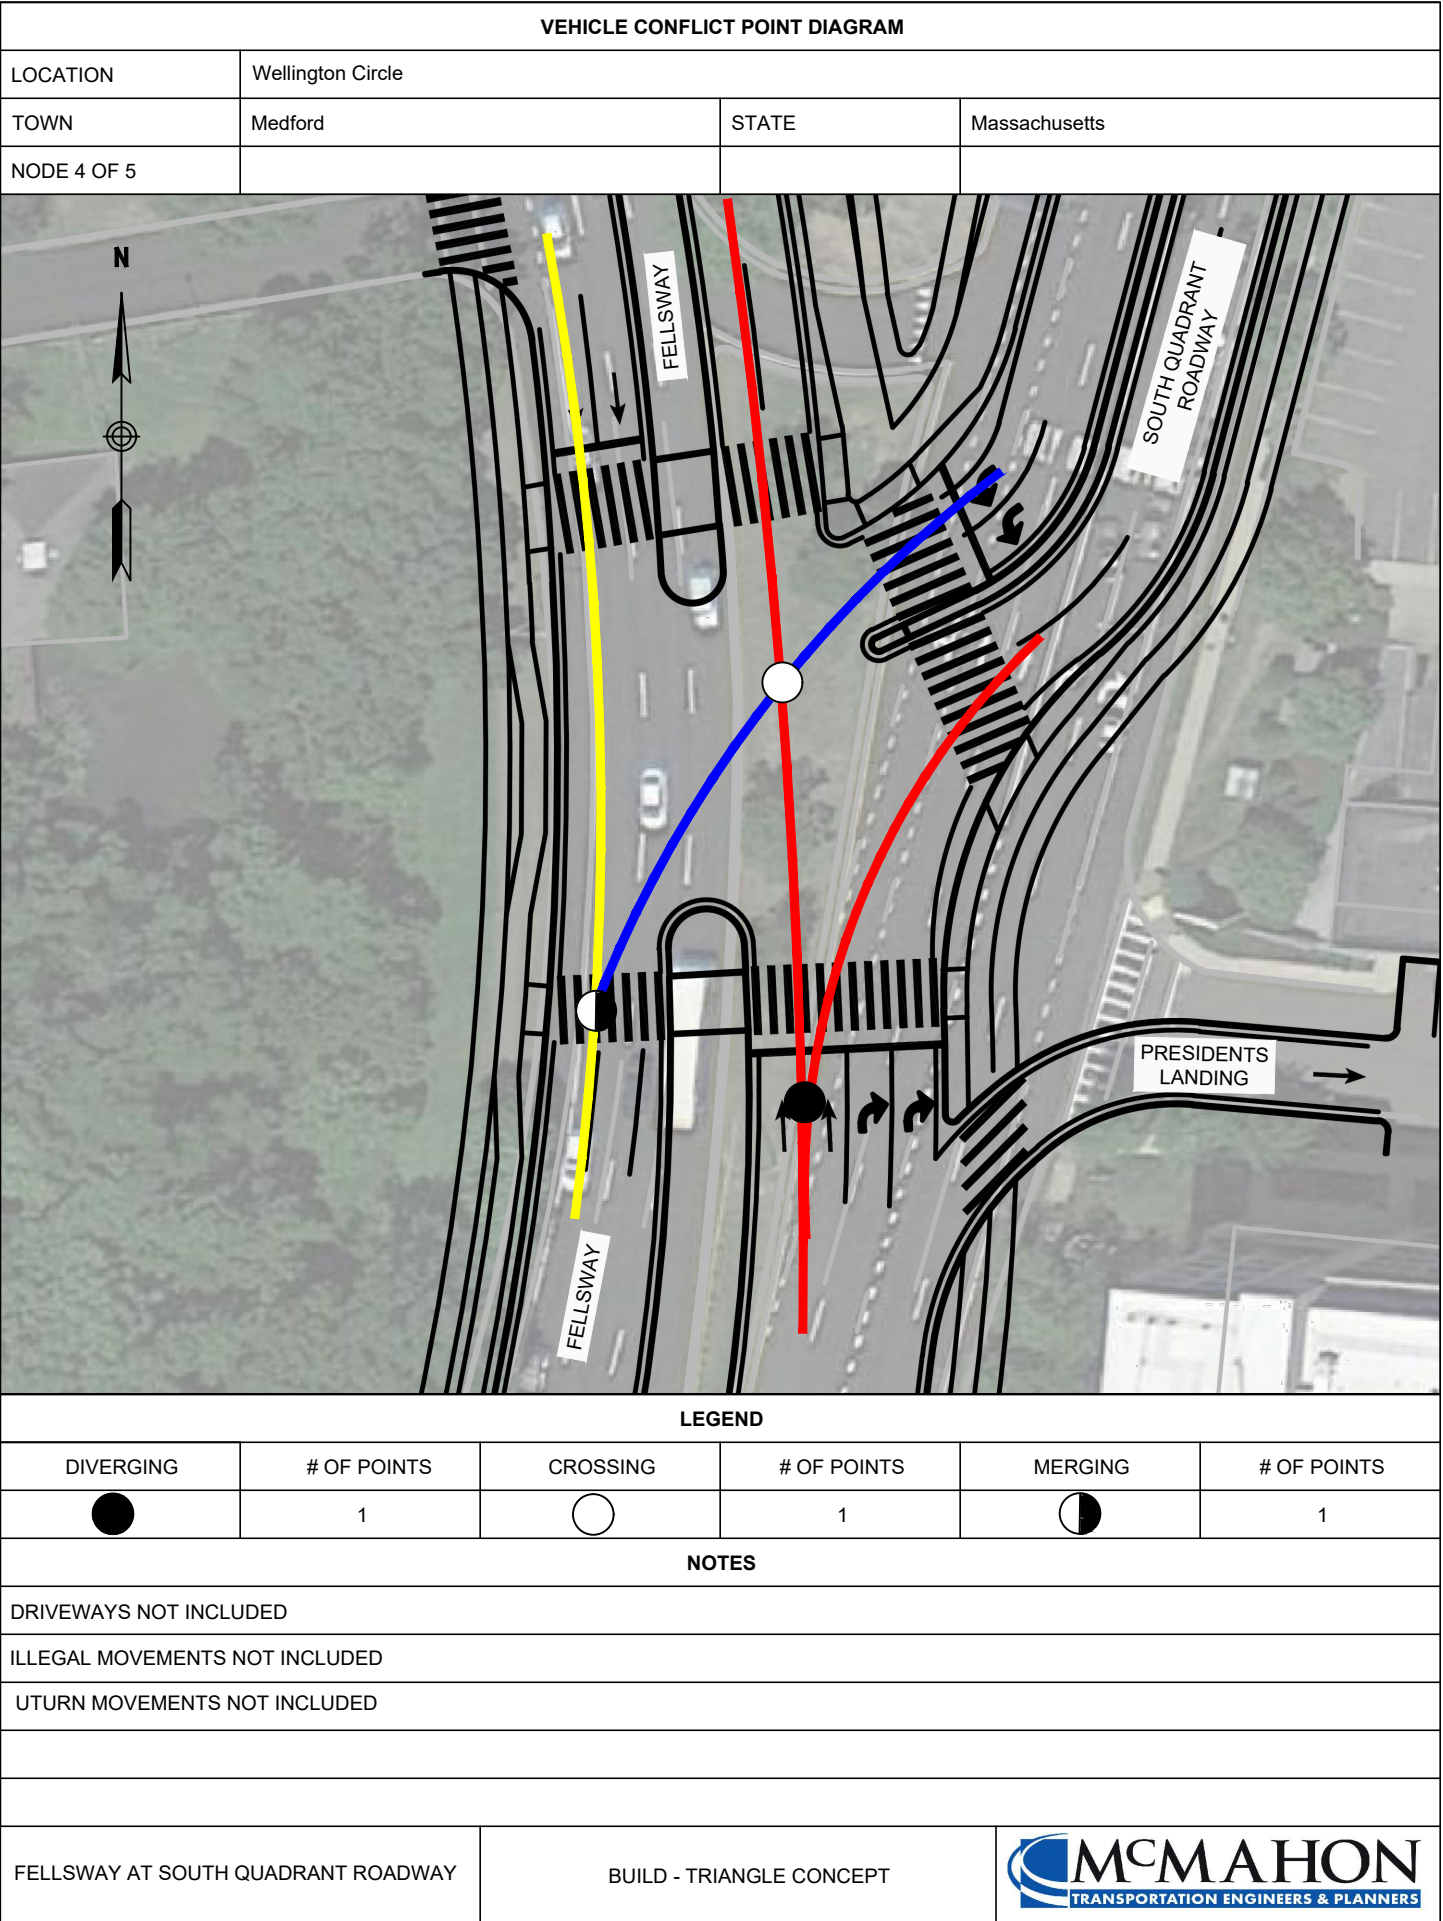 VEHICLE CONFLICT POINT DIAGRAM
LOCATION
Wellington Circle
TOWN
Medford
STATE
Massachusetts
NODE 4 OF 5
N
FELLSWAY
SOUTH QUADRANT
ROADWAY
PRESIDENTS
LANDING
FELLSWAY
LEGEND
DIVERGING
# OF POINTS
CROSSING
# OF POINTS
MERGING
# OF POINTS
1
1
1
NOTES
DRIVEWAYS NOT INCLUDED
ILLEGAL MOVEMENTS NOT INCLUDED
UTURN MOVEMENTS NOT INCLUDED
FELLSWAY AT SOUTH QUADRANT ROADWAY
BUILD - TRIANGLE CONCEPT
McMAHON
TRANSPORTATION ENGINEERS & PLANNERS